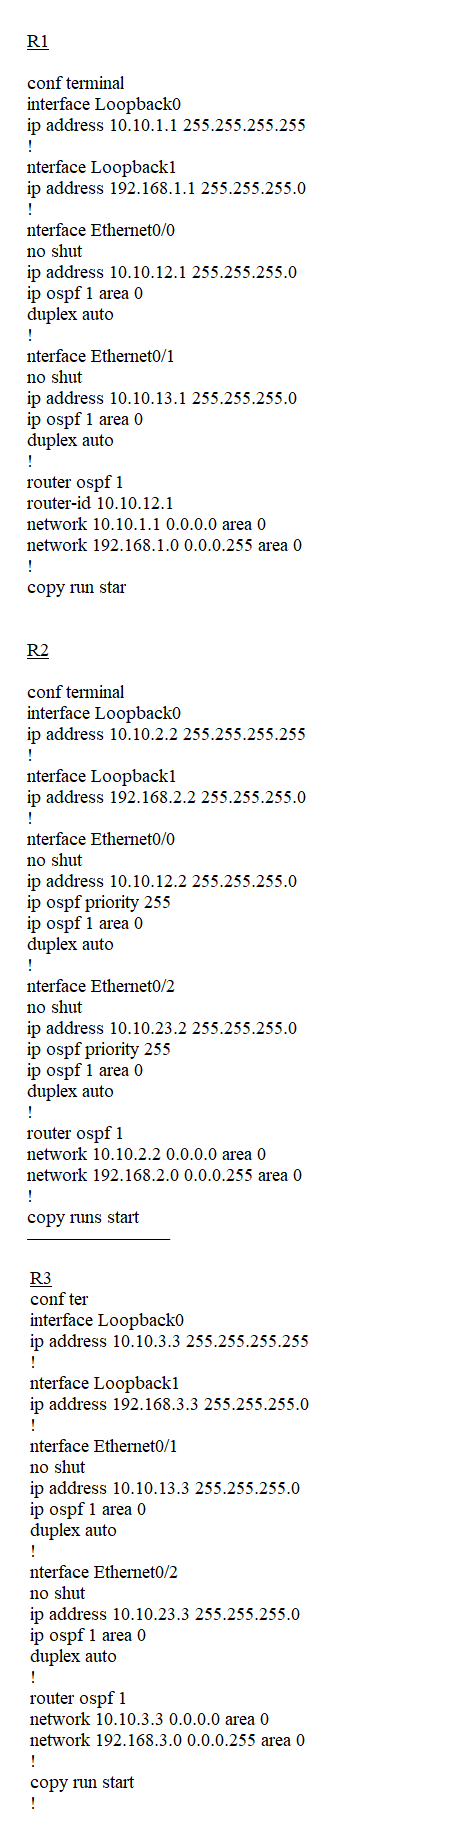 R1
conf terminal
interface Loopback0
ip address 10.10.1.1 255.255.255.255
!
nterface Loopback1
ip address 192.168.1.1 255.255.255.0
!
nterface Ethernet0/0
no shut
ip address 10.10.12.1 255.255.255.0
ip ospf 1 area 0
duplex auto
!
nterface Ethernet0/1
no shut
ip address 10.10.13.1 255.255.255.0
ip ospf 1 area 0
duplex auto
!
router ospf 1
router-id 10.10.12.1
network 10.10.1.1 0.0.0.0 area 0
network 192.168.1.0 0.0.0.255 area 0
!
copy run star
R2
conf terminal
interface Loopback0
ip address 10.10.2.2 255.255.255.255
!
nterface Loopback1
ip address 192.168.2.2 255.255.255.0
!
nterface Ethernet0/0
no shut
ip address 10.10.12.2 255.255.255.0
ip ospf priority 255
ip ospf 1 area 0
duplex auto
!
nterface Ethernet0/2
no shut
ip address 10.10.23.2 255.255.255.0
ip ospf priority 255
ip ospf 1 area 0
duplex auto
!
router ospf 1
network 10.10.2.2 0.0.0.0 area 0
network 192.168.2.0 0.0.0.255 area 0
!
copy runs start
R3
conf ter
interface Loopback0
ip address 10.10.3.3 255.255.255.255
!
nterface Loopback1
ip address 192.168.3.3 255.255.255.0
!
nterface Ethernet0/1
no shut
ip address 10.10.13.3 255.255.255.0
ip ospf 1 area 0
duplex auto
!
nterface Ethernet0/2
no shut
ip address 10.10.23.3 255.255.255.0
ip ospf 1 area 0
duplex auto
!
router ospf 1
network 10.10.3.3 0.0.0.0 area 0
network 192.168.3.0 0.0.0.255 area 0
!
copy run start
!